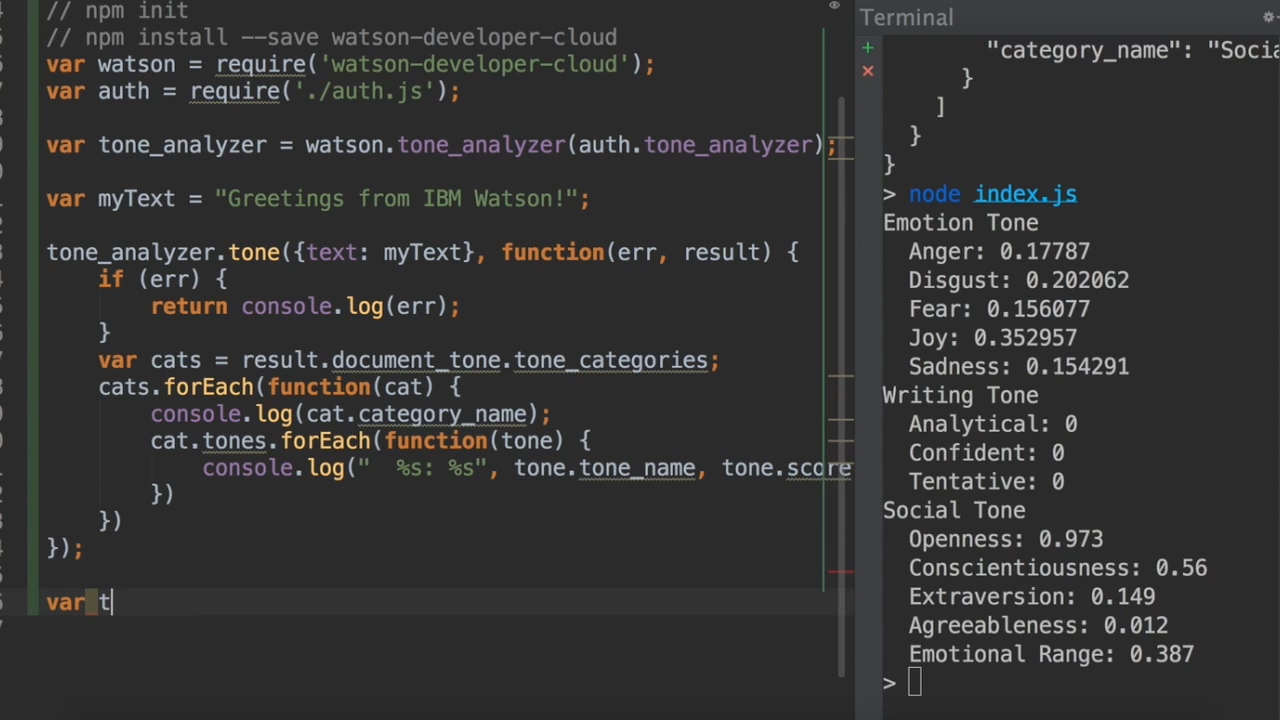 // npm init
// npm install --save watson-developer-cloud
var watson = require('watson-developer-cloud');
var auth = require('./auth.js');
var tone_analyzer = watson.tone_analyzer(auth.tone_analyzer);
var myText = "Greetings from IBM Watson!";
tone_analyzer.tone({text: myText}, function(err, result) {
if (err) {
return console.log(err);
}
var cats = result.document_tone.tone_categories;
cats.forEach(function(cat) {
console.log(cat.category_name);
cat.tones.forEach(function(tone) {
console.log("  %s: %s", tone.tone_name, tone.score
})
})
});
var t
Terminal
"category_name": "Socia
}
]
}
}
> node index.js
Emotion Tone
Anger: 0.17787
Disgust: 0.202062
Fear: 0.156077
Joy: 0.352957
Sadness: 0.154291
Writing Tone
Analytical: 0
Confident: 0
Tentative: 0
Social Tone
Openness: 0.973
Conscientiousness: 0.56
Extraversion: 0.149
Agreeableness: 0.012
Emotional Range: 0.387
>